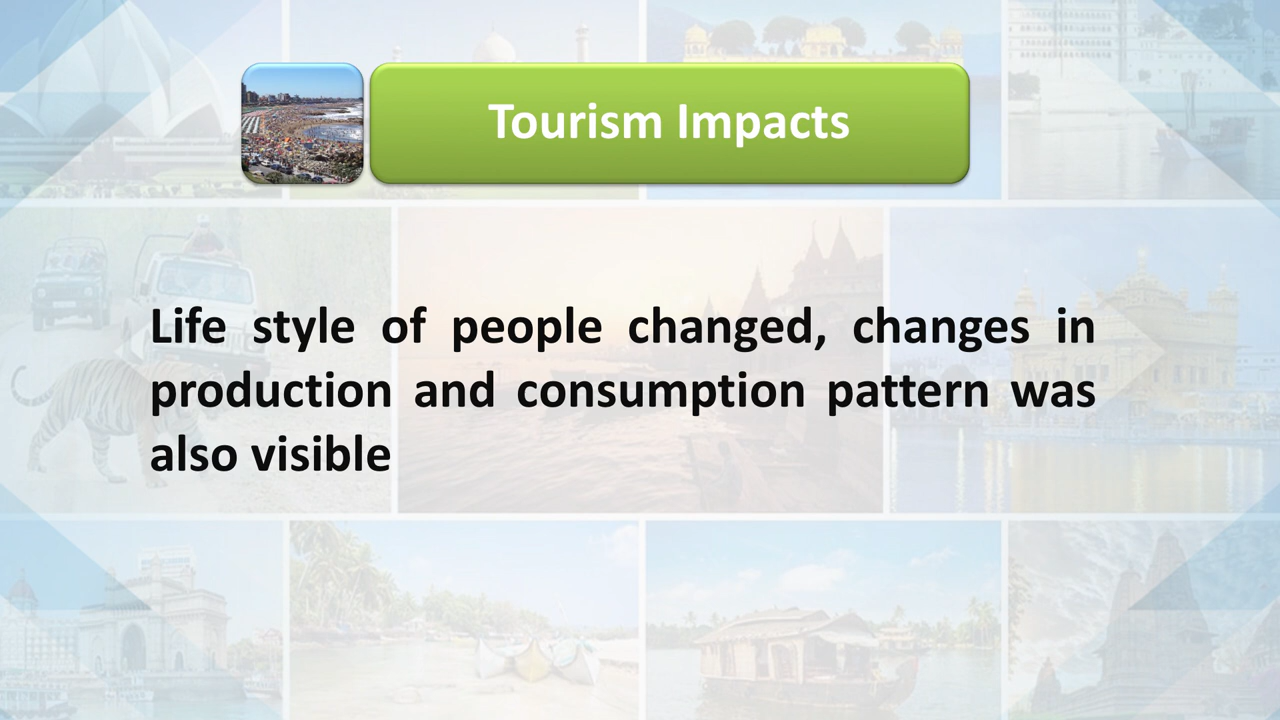 Tourism Impacts
Life style of people changed, changes in
production and consumption pattern was
also visible